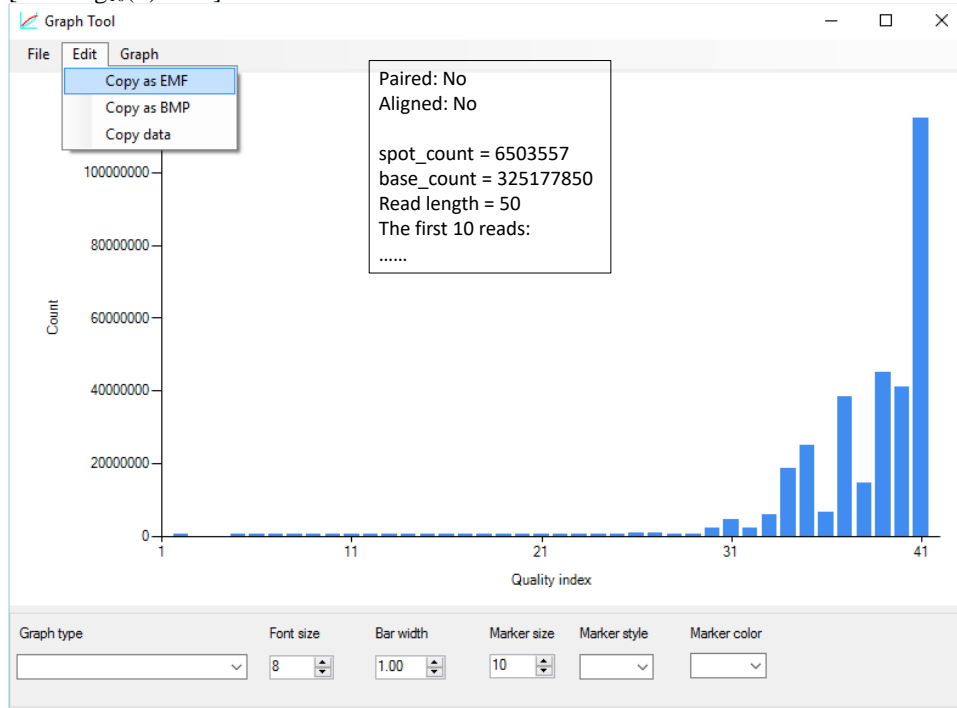 Graph Tool
File Edit Graph
Copy as EMF
Copy as BMP
Copy data
Paired: No
Aligned: No
spot_count = 6503557
base_count = 325177850
Read length = 50
The first 10 reads:
......
100000000
80000000
60000000
40000000
20000000
0
Count
1 11 21 31 41
Quality index
Graph type Font size Bar width Marker size Marker style Marker color
8 1.00 10